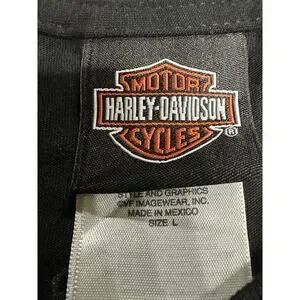 MOTOR
HARLEY-DAVIDSON
CYCLES ®
STYLE AND GRAPHICS
©VF IMAGEWEAR, INC.
MADE IN MEXICO
SIZE L